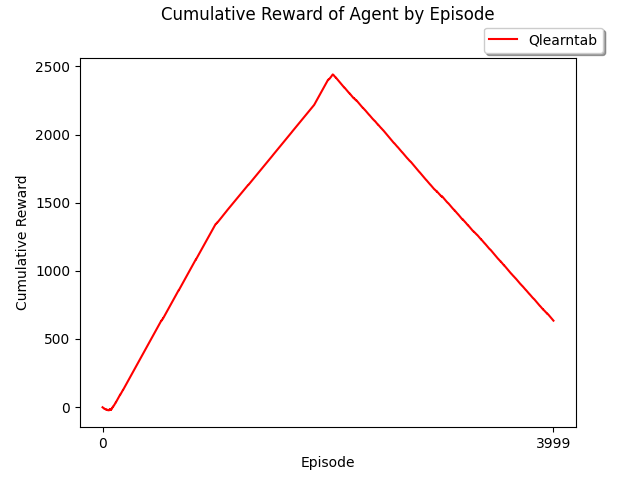 Cumulative Reward of Agent by Episode
Qlearntab
2500
2000
1500
1000
500
0
Cumulative Reward
0
3999
Episode